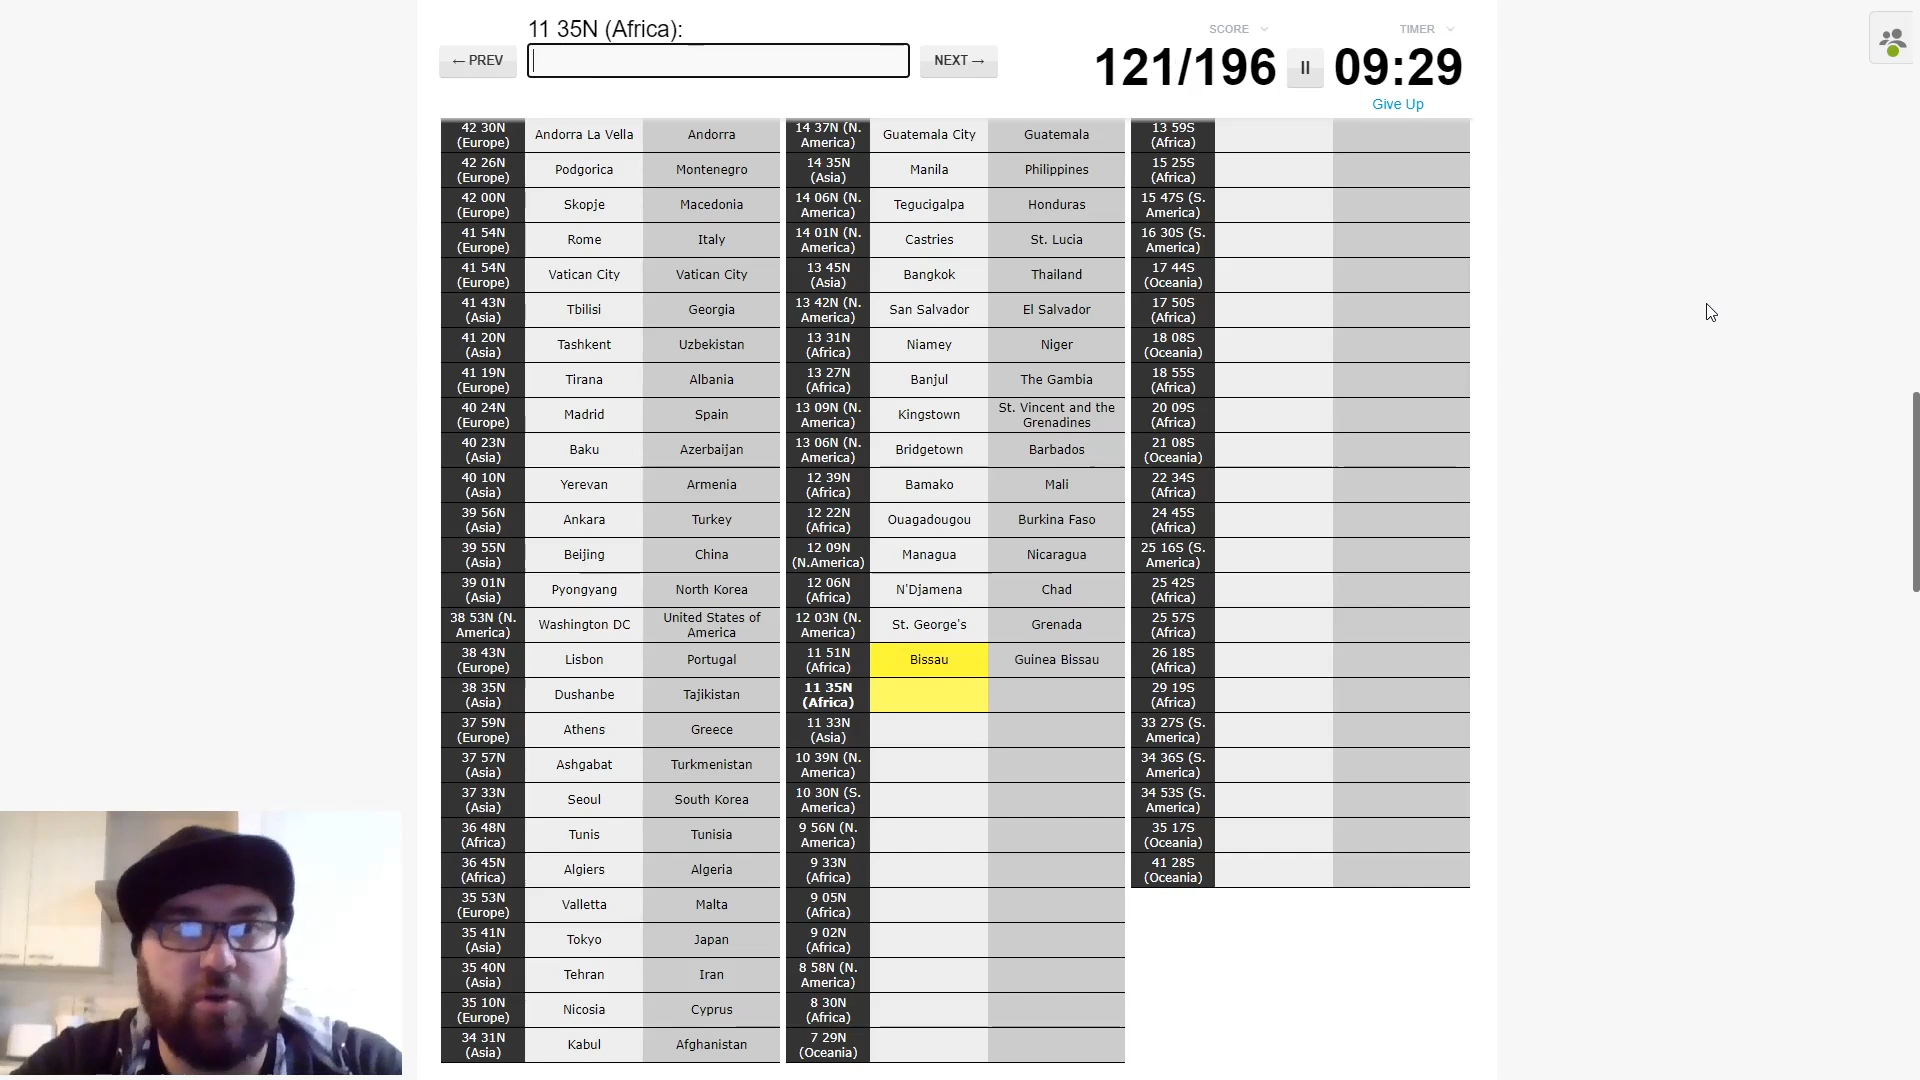 11 35N (Africa):
← PREV
NEXT →
SCORE
121/196
TIMER
09:29
Give Up
42 30N (Europe) Andorra La Vella Andorra
42 26N (Europe) Podgorica Montenegro
42 00N (Europe) Skopje Macedonia
41 54N (Europe) Rome Italy
41 54N (Europe) Vatican City Vatican City
41 43N (Asia) Tbilisi Georgia
41 20N (Asia) Tashkent Uzbekistan
41 19N (Europe) Tirana Albania
40 24N (Europe) Madrid Spain
40 23N (Asia) Baku Azerbaijan
40 10N (Asia) Yerevan Armenia
39 56N (Asia) Ankara Turkey
39 55N (Asia) Beijing China
39 01N (Asia) Pyongyang North Korea
38 53N (N. America) Washington DC United States of America
38 43N (Europe) Lisbon Portugal
38 35N (Asia) Dushanbe Tajikistan
37 59N (Europe) Athens Greece
37 57N (Asia) Ashgabat Turkmenistan
37 33N (Asia) Seoul South Korea
36 48N (Africa) Tunis Tunisia
36 45N (Africa) Algiers Algeria
35 53N (Europe) Valletta Malta
35 41N (Asia) Tokyo Japan
35 40N (Asia) Tehran Iran
35 10N (Europe) Nicosia Cyprus
34 31N (Asia) Kabul Afghanistan
14 37N (N. America) Guatemala City Guatemala
14 35N (Asia) Manila Philippines
14 06N (N. America) Tegucigalpa Honduras
14 01N (N. America) Castries St. Lucia
13 45N (Asia) Bangkok Thailand
13 42N (N. America) San Salvador El Salvador
13 31N (Africa) Niamey Niger
13 27N (Africa) Banjul The Gambia
13 09N (N. America) Kingstown St. Vincent and the Grenadines
13 06N (N. America) Bridgetown Barbados
12 39N (Africa) Bamako Mali
12 22N (Africa) Ouagadougou Burkina Faso
12 09N (N.America) Managua Nicaragua
12 06N (Africa) N'Djamena Chad
12 03N (N. America) St. George's Grenada
11 51N (Africa) Bissau Guinea Bissau
11 35N (Africa)
11 33N (Asia)
10 39N (N. America)
10 30N (S. America)
9 56N (N. America)
9 33N (Africa)
9 05N (Africa)
9 02N (Africa)
8 58N (N. America)
8 30N (Africa)
7 29N (Oceania)
13 59S (Africa)
15 25S (Africa)
15 47S (S. America)
16 30S (S. America)
17 44S (Oceania)
17 50S (Africa)
18 08S (Oceania)
18 55S (Africa)
20 09S (Africa)
21 08S (Oceania)
22 34S (Africa)
24 45S (Africa)
25 16S (S. America)
25 42S (Africa)
25 57S (Africa)
26 18S (Africa)
29 19S (Africa)
33 27S (S. America)
34 36S (S. America)
34 53S (S. America)
35 17S (Oceania)
41 28S (Oceania)